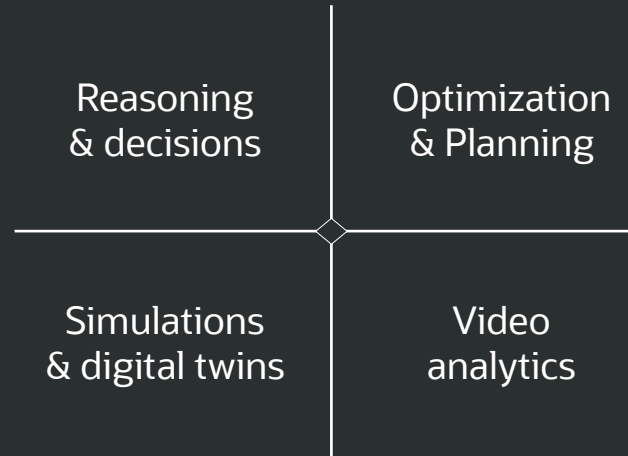 Reasoning
& decisions
Optimization
& Planning
Simulations
& digital twins
Video
analytics